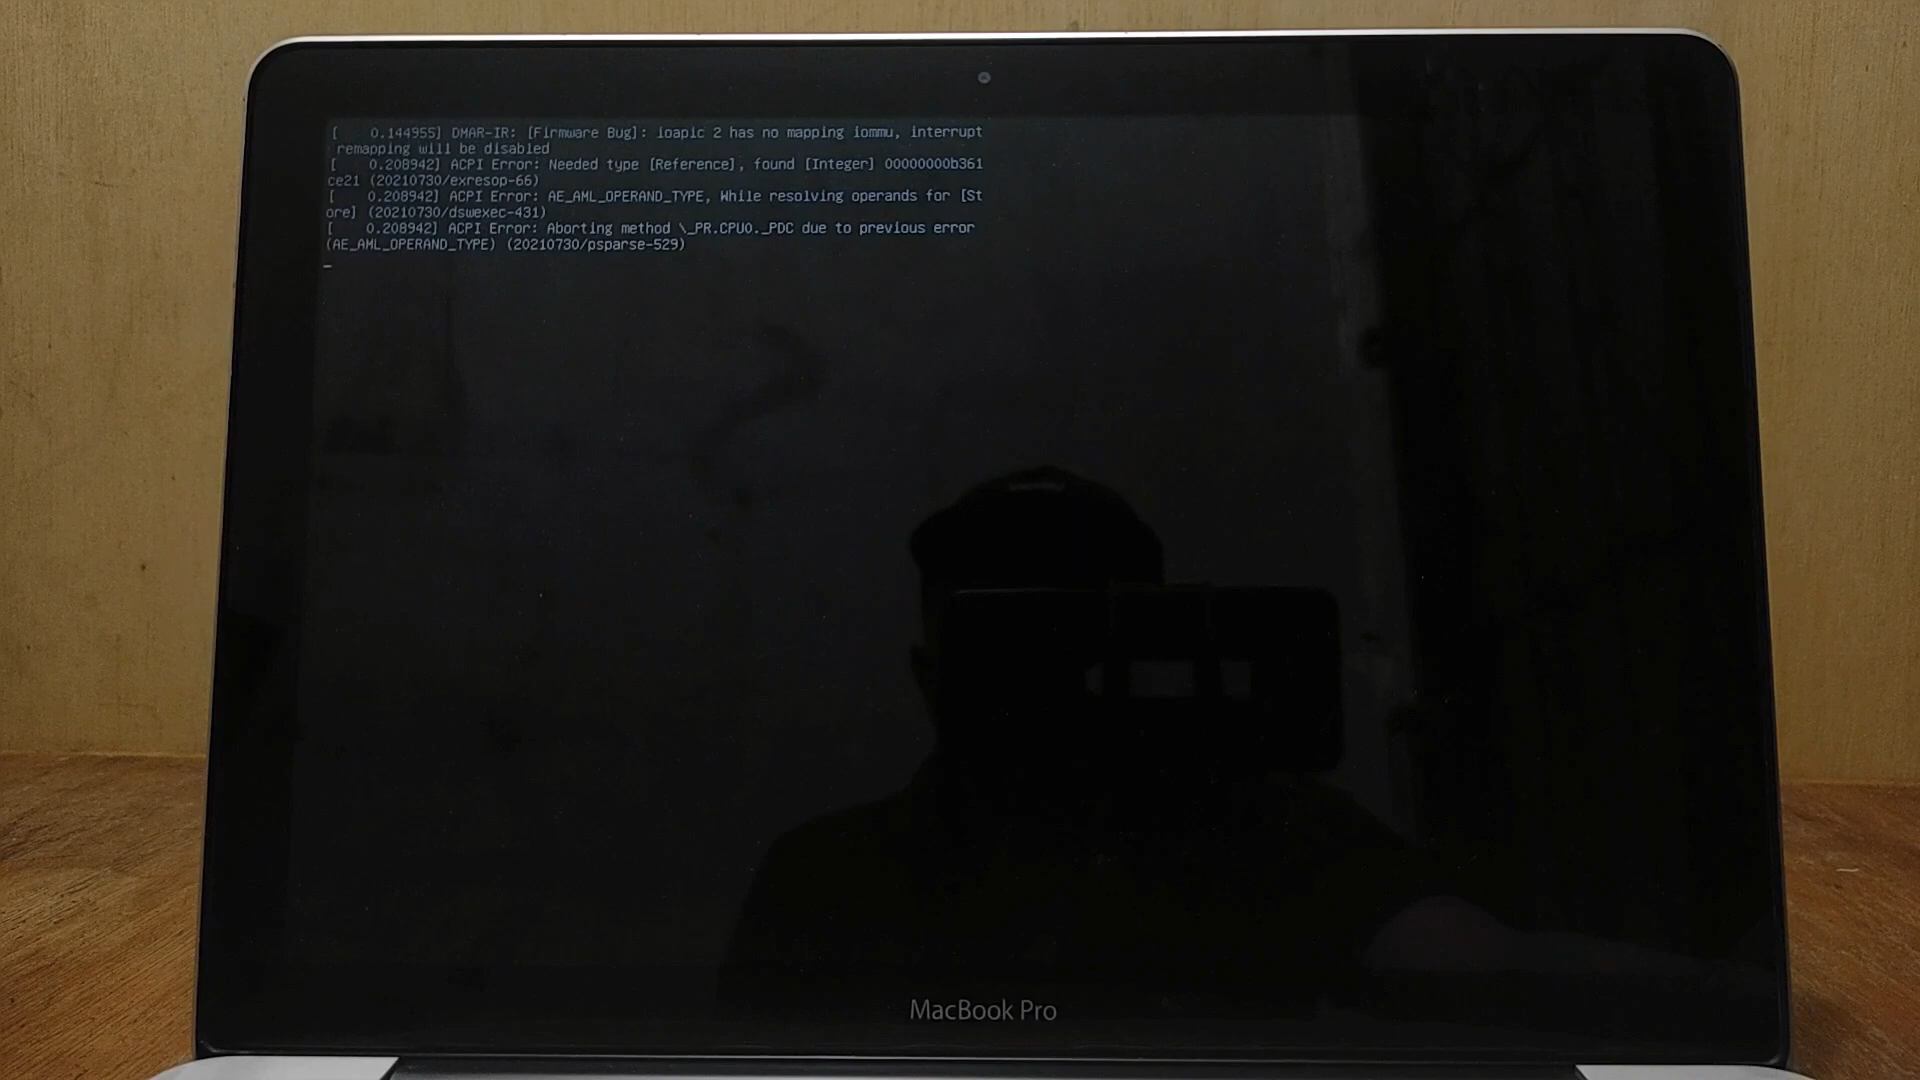 [    0.144955] DMAR-IR: [Firmware Bug]: ioapic 2 has no mapping iommu, interrupt
remapping will be disabled
[    0.208942] ACPI Error: Needed type [Reference], found [Integer] 00000000b361
ce21 (20210730/exresop-66)
[    0.208942] ACPI Error: AE_AML_OPERAND_TYPE, While resolving operands for [St
ore] (20210730/dswexec-431)
[    0.208942] ACPI Error: Aborting method \_PR.CPU0._PDC due to previous error
(AE_AML_OPERAND_TYPE) (20210730/psparse-529)
MacBook Pro